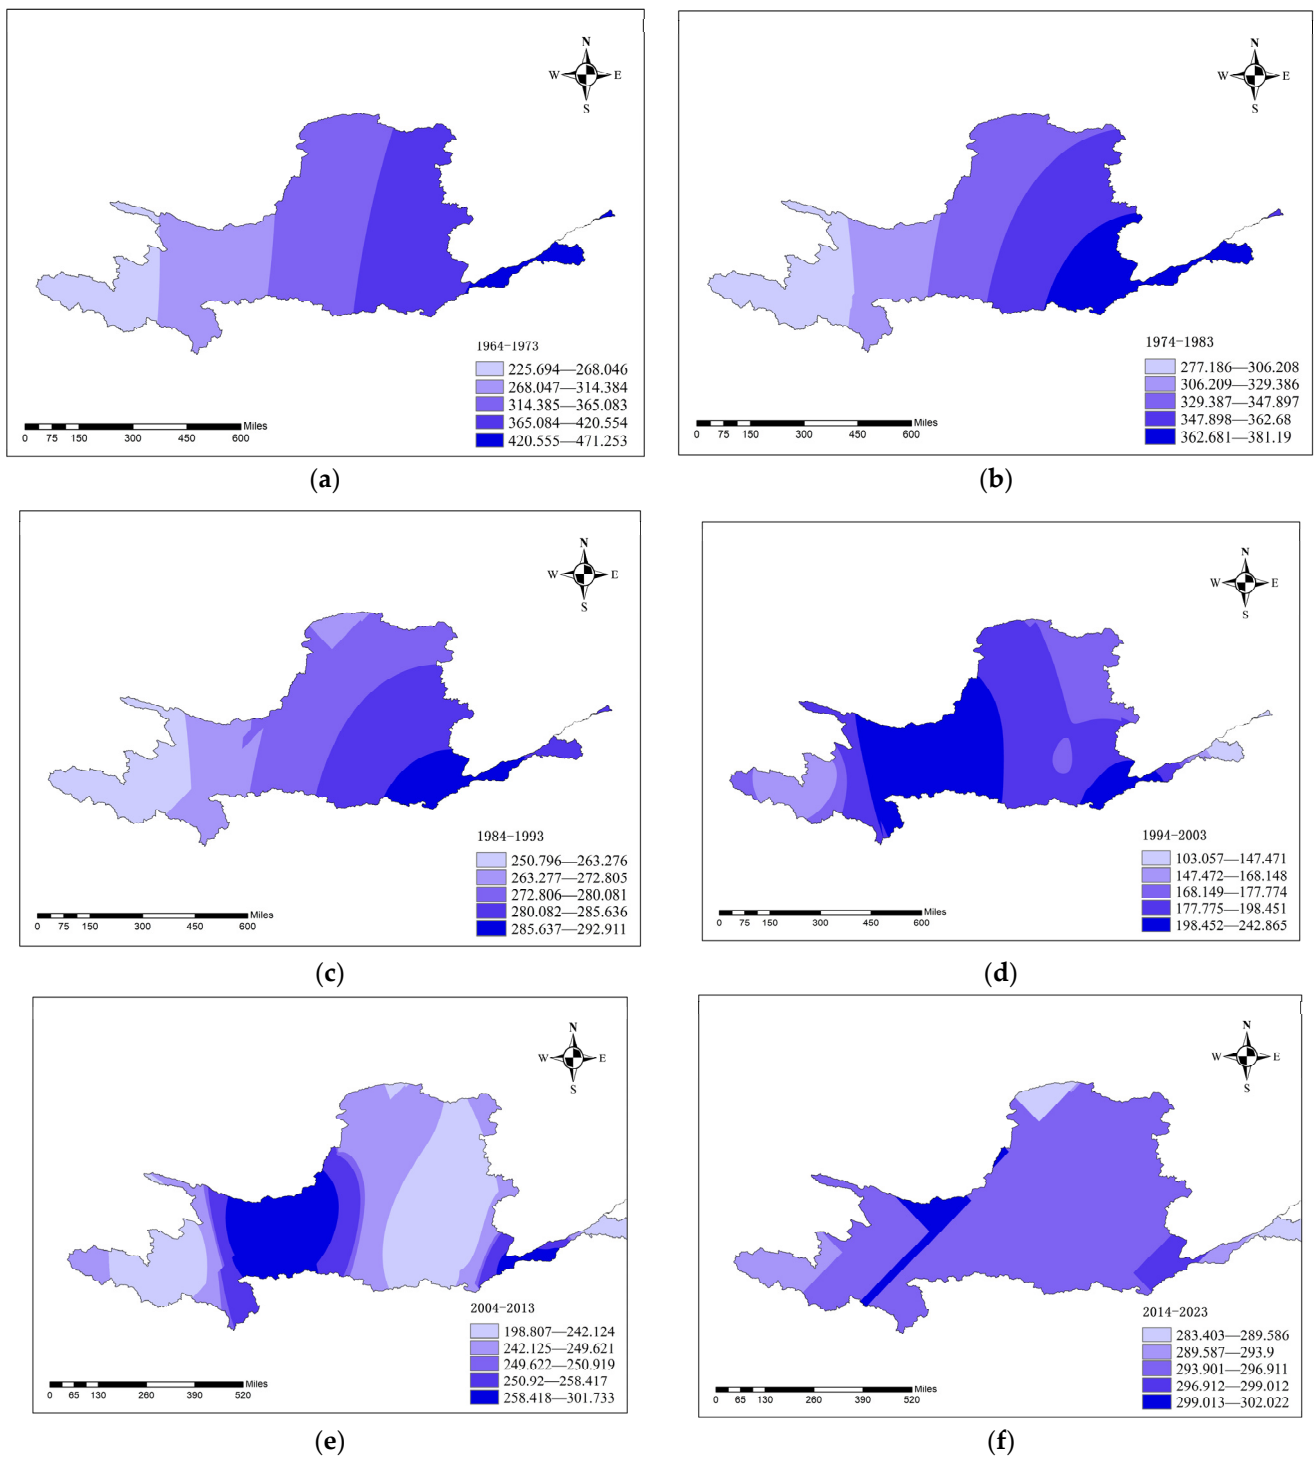 N
W E
S
1964-1973
225.694—268.046
268.047—314.384
314.385—365.083
365.084—420.554
420.555—471.253
Miles
0 75 150 300 450 600
(a)
N
W E
S
1974-1983
277.186—306.208
306.209—329.386
329.387—347.897
347.898—362.68
362.681—381.19
Miles
0 75 150 300 450 600
(b)
N
W E
S
1984-1993
250.796—263.276
263.277—272.805
272.806—280.081
280.082—285.636
285.637—292.911
Miles
0 75 150 300 450 600
(c)
N
W E
S
1994-2003
103.057—147.471
147.472—168.148
168.149—177.774
177.775—198.451
198.452—242.865
Miles
0 75 150 300 450 600
(d)
N
W E
S
2004-2013
198.807—242.124
242.125—249.621
249.622—250.919
250.92—258.417
258.418—301.733
Miles
0 65 130 260 390 520
(e)
N
W E
S
2014-2023
283.403—289.586
289.587—293.9
293.901—296.911
296.912—299.012
299.013—302.022
Miles
0 65 130 260 390 520
(f)